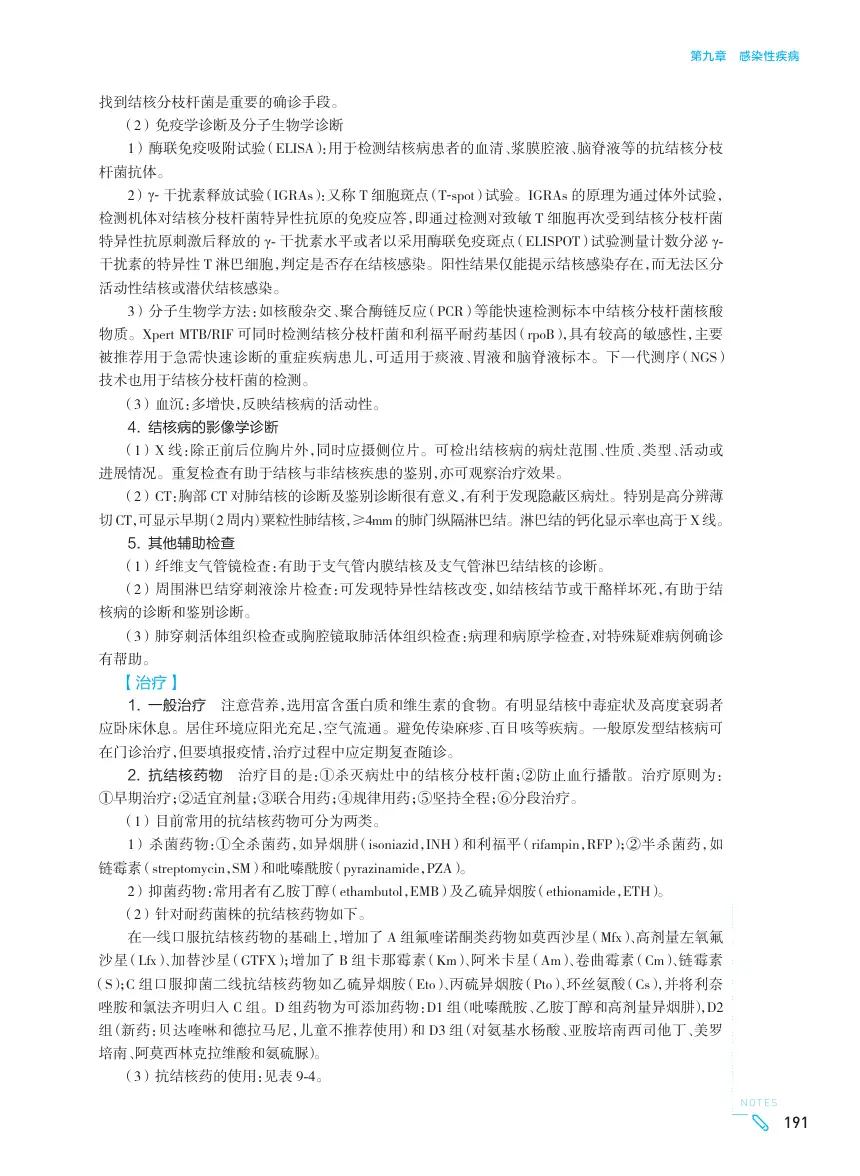 第九章 感染性疾病
找到结核分枝杆菌是重要的确诊手段。
（2）免疫学诊断及分子生物学诊断
1）酶联免疫吸附试验（ELISA）：用于检测结核病患者的血清、浆膜腔液、脑脊液等的抗结核分枝
杆菌抗体。
2）γ- 干扰素释放试验（IGRAs）：又称 T 细胞斑点（T-spot）试验。IGRAs 的原理为通过体外试验，
检测机体对结核分枝杆菌特异性抗原的免疫应答，即通过检测对致敏 T 细胞再次受到结核分枝杆菌
特异性抗原刺激后释放的 γ- 干扰素水平或者以采用酶联免疫斑点（ELISPOT）试验测量计数分泌 γ-
干扰素的特异性 T 淋巴细胞，判定是否存在结核感染。阳性结果仅能提示结核感染存在，而无法区分
活动性结核或潜伏结核感染。
3）分子生物学方法：如核酸杂交、聚合酶链反应（PCR）等能快速检测标本中结核分枝杆菌核酸
物质。Xpert MTB/RIF 可同时检测结核分枝杆菌和利福平耐药基因（rpoB），具有较高的敏感性，主要
被推荐用于急需快速诊断的重症疾病患儿，可适用于痰液、胃液和脑脊液标本。下一代测序（NGS）
技术也用于结核分枝杆菌的检测。
（3）血沉：多增快，反映结核病的活动性。
4. 结核病的影像学诊断
（1）X 线：除正前后位胸片外，同时应摄侧位片。可检出结核病的病灶范围、性质、类型、活动或
进展情况。重复检查有助于结核与非结核疾患的鉴别，亦可观察治疗效果。
（2）CT：胸部 CT 对肺结核的诊断及鉴别诊断很有意义，有利于发现隐蔽区病灶。特别是高分辨薄
切 CT，可显示早期（2 周内）粟粒性肺结核，≥4mm 的肺门纵隔淋巴结。淋巴结的钙化显示率也高于 X 线。
5. 其他辅助检查
（1）纤维支气管镜检查：有助于支气管内膜结核及支气管淋巴结结核的诊断。
（2）周围淋巴结穿刺液涂片检查：可发现特异性结核改变，如结核结节或干酪样坏死，有助于结
核病的诊断和鉴别诊断。
（3）肺穿刺活体组织检查或胸腔镜取肺活体组织检查：病理和病原学检查，对特殊疑难病例确诊
有帮助。
【治疗】
1. 一般治疗 注意营养，选用富含蛋白质和维生素的食物。有明显结核中毒症状及高度衰弱者
应卧床休息。居住环境应阳光充足，空气流通。避免传染麻疹、百日咳等疾病。一般原发型结核病可
在门诊治疗，但要填报疫情，治疗过程中应定期复查随诊。
2. 抗结核药物 治疗目的是：①杀灭病灶中的结核分枝杆菌；②防止血行播散。治疗原则为：
①早期治疗；②适宜剂量；③联合用药；④规律用药；⑤坚持全程；⑥分段治疗。
（1）目前常用的抗结核药物可分为两类。
1）杀菌药物：①全杀菌药，如异烟肼（isoniazid，INH）和利福平（rifampin，RFP）；②半杀菌药，如
链霉素（streptomycin，SM）和吡嗪酰胺（pyrazinamide，PZA）。
2）抑菌药物：常用者有乙胺丁醇（ethambutol，EMB）及乙硫异烟胺（ethionamide，ETH）。
（2）针对耐药菌株的抗结核药物如下。
在一线口服抗结核药物的基础上，增加了 A 组氟喹诺酮类药物如莫西沙星（Mfx）、高剂量左氧氟
沙星（Lfx）、加替沙星（GTFX）；增加了 B 组卡那霉素（Km）、阿米卡星（Am）、卷曲霉素（Cm）、链霉素
（S）；C 组口服抑菌二线抗结核药物如乙硫异烟胺（Eto）、丙硫异烟胺（Pto）、环丝氨酸（Cs），并将利奈
唑胺和氯法齐明归入 C 组。D 组药物为可添加药物：D1 组（吡嗪酰胺、乙胺丁醇和高剂量异烟肼），D2
组（新药：贝达喹啉和德拉马尼，儿童不推荐使用）和 D3 组（对氨基水杨酸、亚胺培南西司他丁、美罗
培南、阿莫西林克拉维酸和氨硫脲）。
（3）抗结核药的使用：见表 9-4。
NOTES
191